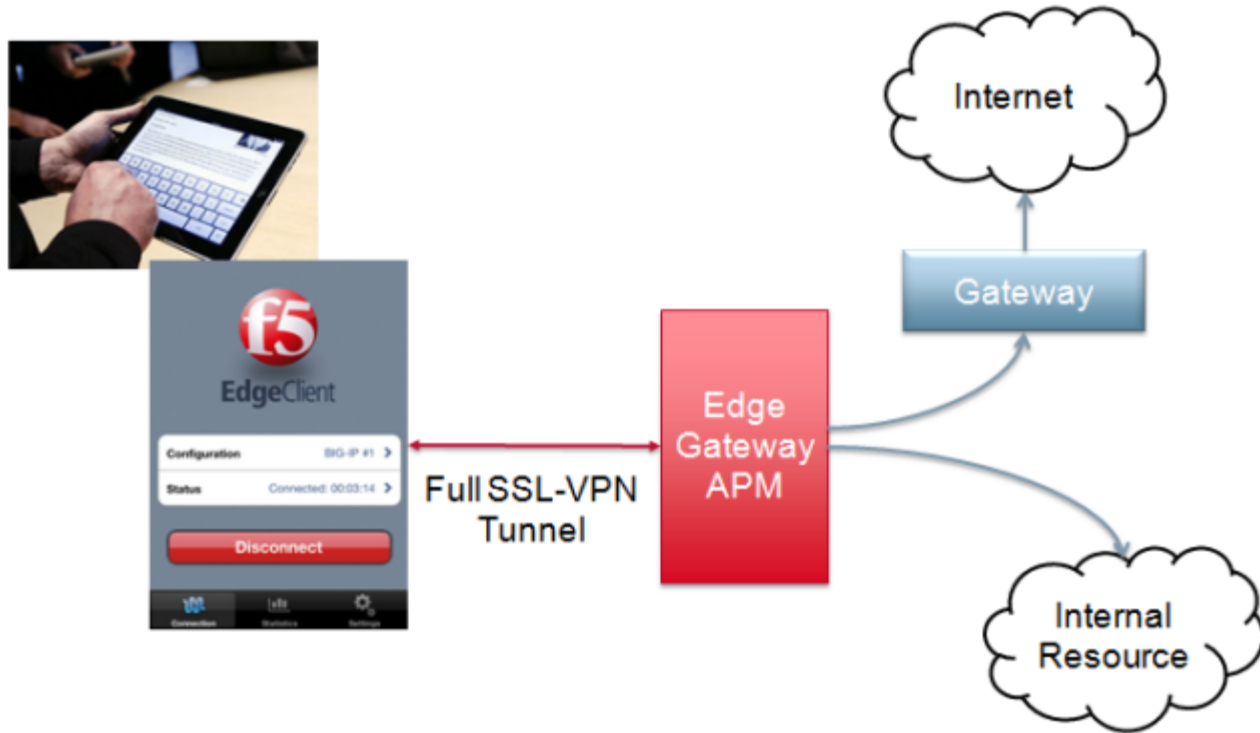 Internet
Gateway
f5
EdgeClient
Configuration BIG-IP #1
Status Connected: 00:03:14
Disconnect
Connection Statistics Settings
Full SSL-VPN
Tunnel
Edge
Gateway
APM
Internal
Resource